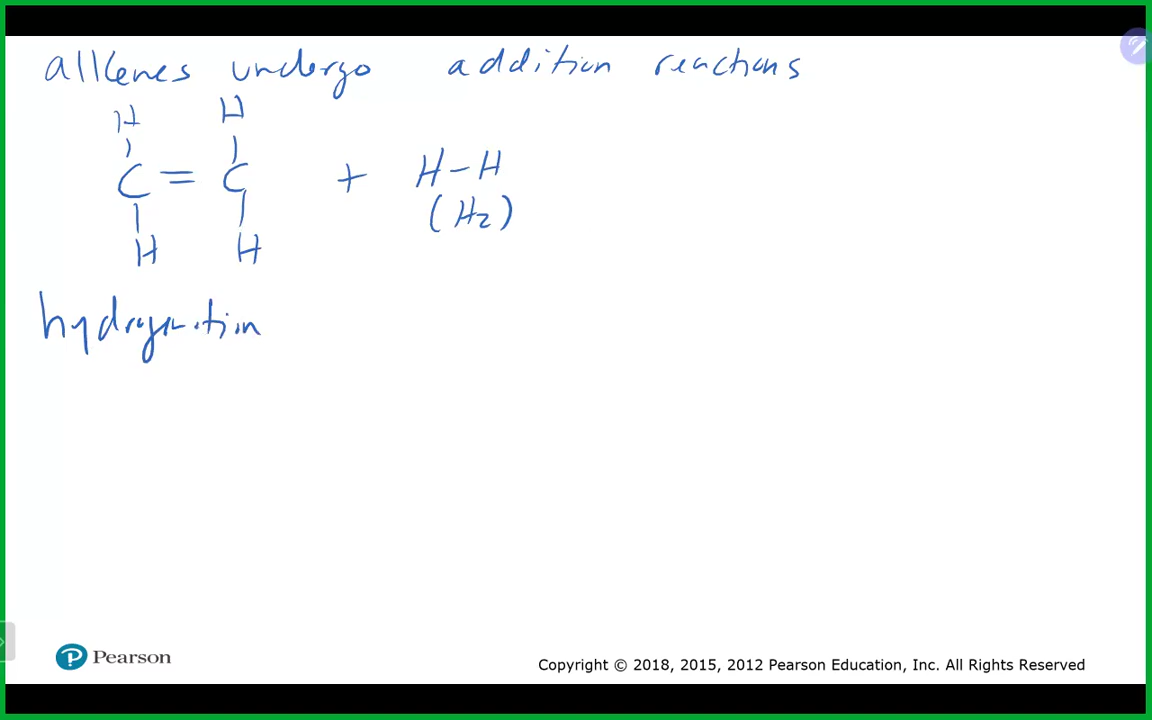 alkenes undergo addition reactions
H H
C = C + H-H
(H2)
H H
hydrogenation
Pearson
Copyright © 2018, 2015, 2012 Pearson Education, Inc. All Rights Reserved